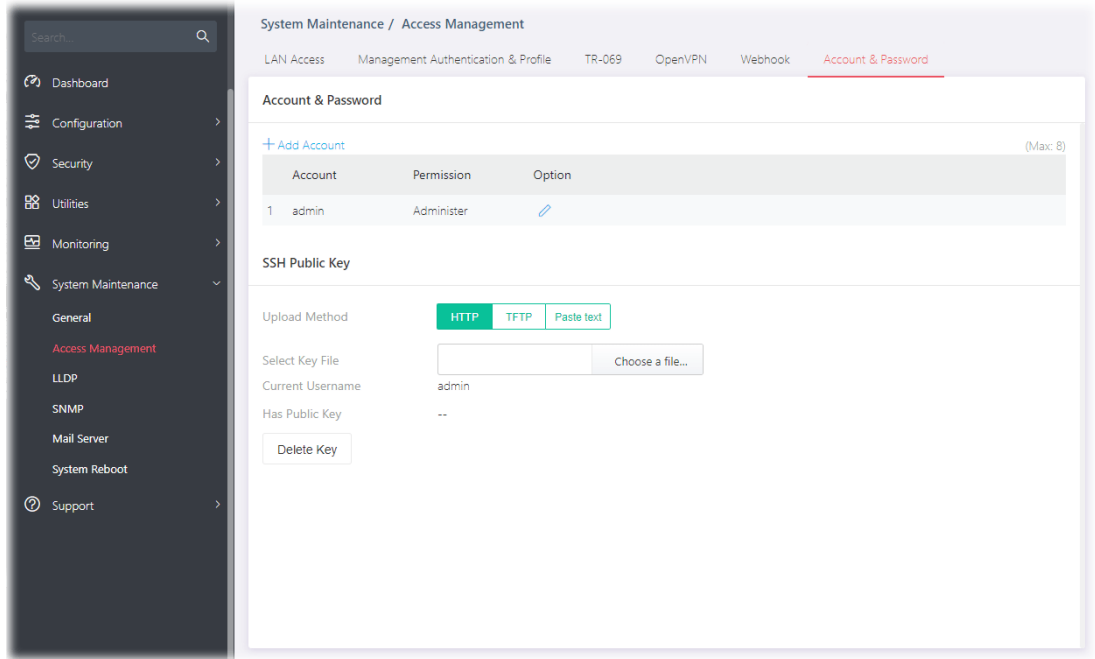 Search...
Dashboard
Configuration
Security
Utilities
Monitoring
System Maintenance
General
Access Management
LLDP
SNMP
Mail Server
System Reboot
Support
System Maintenance / Access Management
LAN Access Management Authentication & Profile TR-069 OpenVPN Webhook Account & Password
Account & Password
+ Add Account (Max: 8)
Account Permission Option
1 admin Administer
SSH Public Key
Upload Method HTTP TFTP Paste text
Select Key File Choose a file...
Current Username admin
Has Public Key --
Delete Key